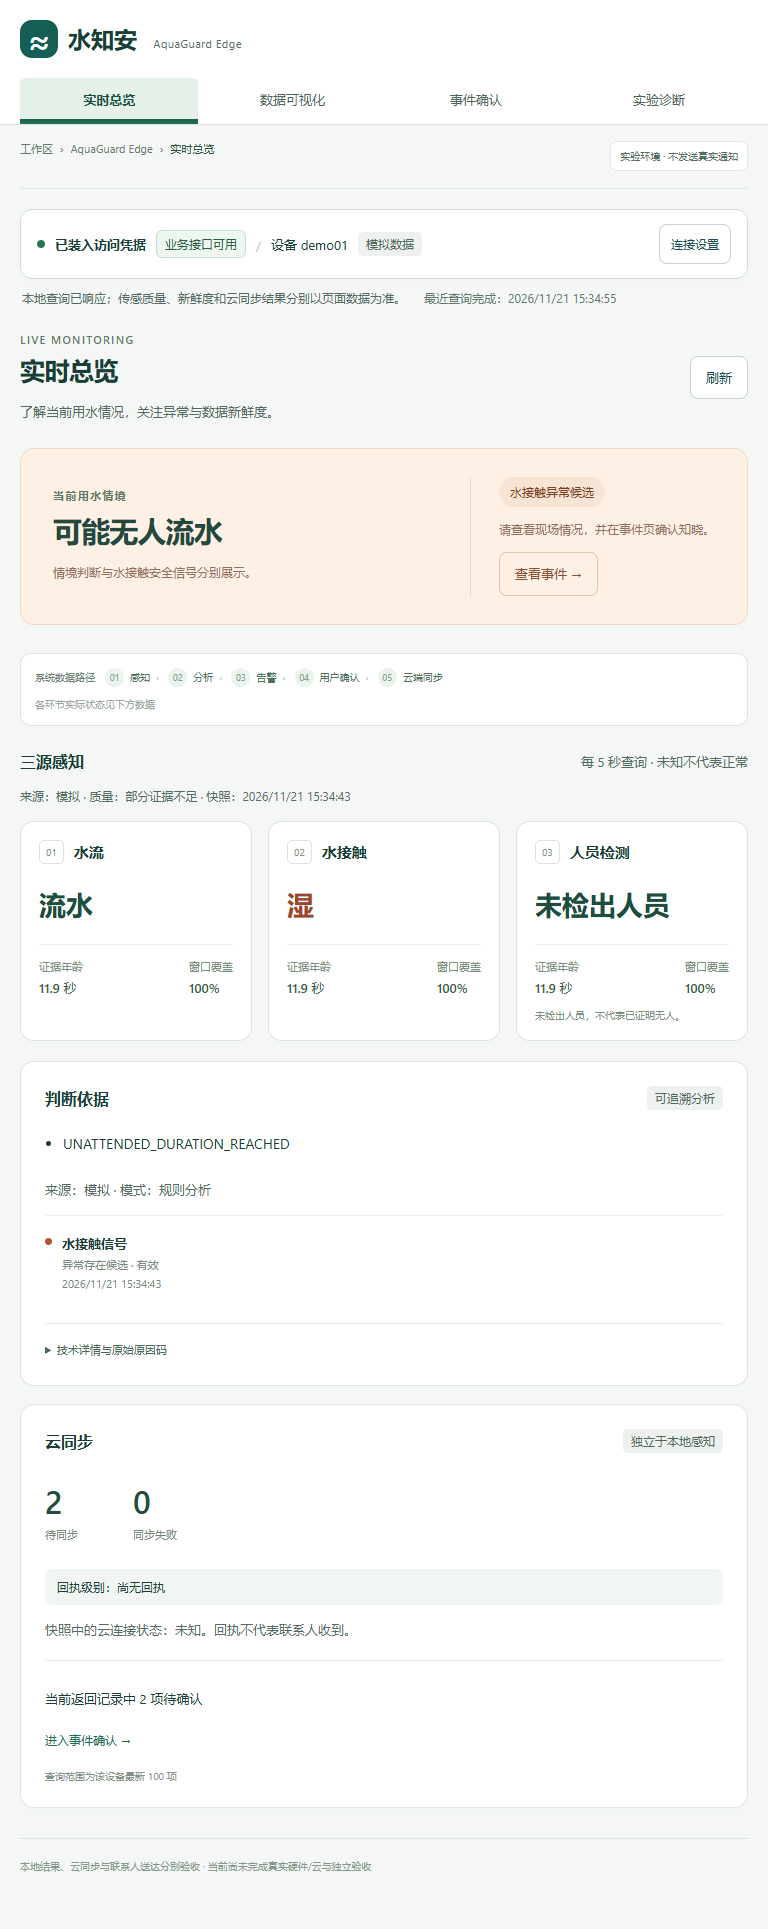 水知安 AquaGuard Edge
实时总览 数据可视化 事件确认 实验诊断
工作区 › AquaGuard Edge › 实时总览
实验环境 · 不发送真实通知
已装入访问凭据 业务接口可用 / 设备 demo01 模拟数据
连接设置
本地查询已响应；传感质量、新鲜度和云同步结果分别以页面数据为准。 最近查询完成：2026/11/21 15:34:55
LIVE MONITORING
实时总览
刷新
了解当前用水情况，关注异常与数据新鲜度。
当前用水情境
可能无人流水
情境判断与水接触安全信号分别展示。
水接触异常候选
请查看现场情况，并在事件页确认知晓。
查看事件 →
系统数据路径 01 感知 › 02 分析 › 03 告警 › 04 用户确认 › 05 云端同步
各环节实际状态见下方数据
三源感知
每 5 秒查询 · 未知不代表正常
来源：模拟 · 质量：部分证据不足 · 快照：2026/11/21 15:34:43
01 水流
流水
证据年龄 窗口覆盖
11.9 秒 100%
02 水接触
湿
证据年龄 窗口覆盖
11.9 秒 100%
03 人员检测
未检出人员
证据年龄 窗口覆盖
11.9 秒 100%
未检出人员，不代表已证明无人。
判断依据
可追溯分析
• UNATTENDED_DURATION_REACHED
来源：模拟 · 模式：规则分析
水接触信号
异常存在候选 · 有效
2026/11/21 15:34:43
▶ 技术详情与原始原因码
云同步
独立于本地感知
2 0
待同步 同步失败
回执级别：尚无回执
快照中的云连接状态：未知。回执不代表联系人收到。
当前返回记录中 2 项待确认
进入事件确认 →
查询范围为该设备最新 100 项
本地结果、云同步与联系人送达分别验收 · 当前尚未完成真实硬件/云与独立验收